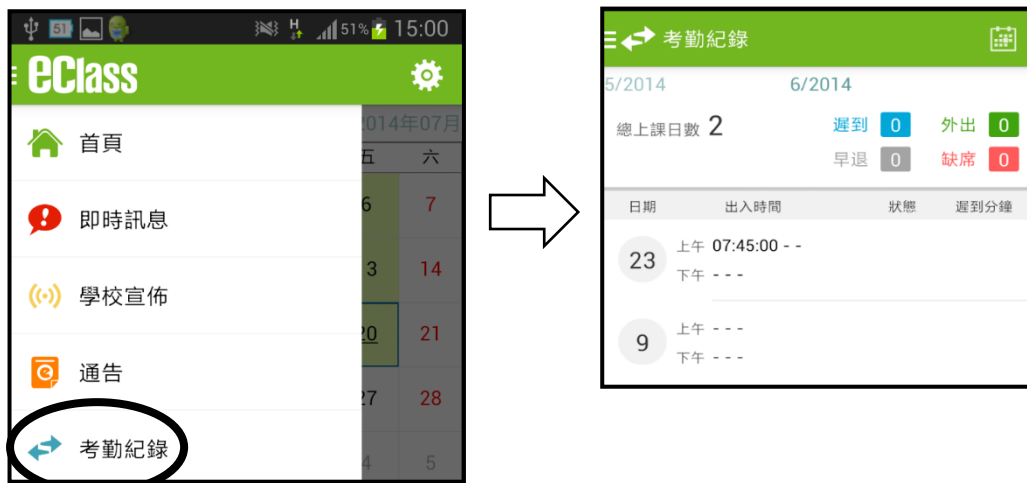 51 H 51% 15:00
eClass
2014年07月
首頁
五 六
6 7
即時訊息
3 14
學校宣佈
20 21
通告
27 28
考勤紀錄
4 5
考勤紀錄
5/2014 6/2014
總上課日數 2 遲到 0 外出 0
早退 0 缺席 0
日期 出入時間 狀態 遲到分鐘
23 上午 07:45:00 - -
下午 - - -
9 上午 - - -
下午 - - -